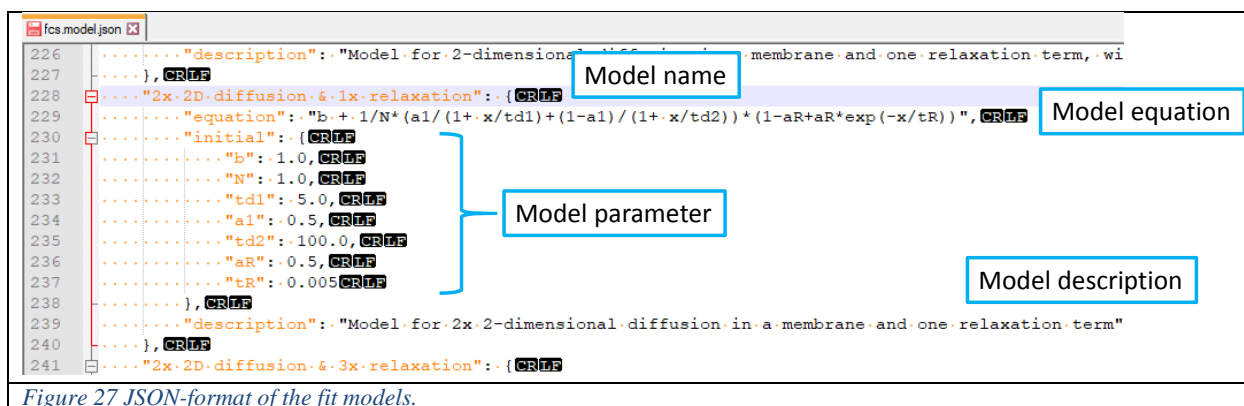 fcs.model.json
226 "description": "Model for 2-dimensional membrane and one relaxation term, wi
Model name
227 }, CRLF
228 "2x 2D diffusion & 1x relaxation": { CRLF
229 "equation": "b + 1/N*(a1/(1+ x/td1)+(1-a1)/(1+ x/td2))*(1-aR+aR*exp(-x/tR))", CRLF
Model equation
230 "initial": { CRLF
231 "b": 1.0, CRLF
232 "N": 1.0, CRLF
233 "td1": 5.0, CRLF
234 "a1": 0.5, CRLF
Model parameter
235 "td2": 100.0, CRLF
236 "aR": 0.5, CRLF
237 "tR": 0.005 CRLF
Model description
238 }, CRLF
239 "description": "Model for 2x 2-dimensional diffusion in a membrane and one relaxation term"
240 }, CRLF
241 "2x 2D diffusion & 3x relaxation": { CRLF
Figure 27 JSON-format of the fit models.